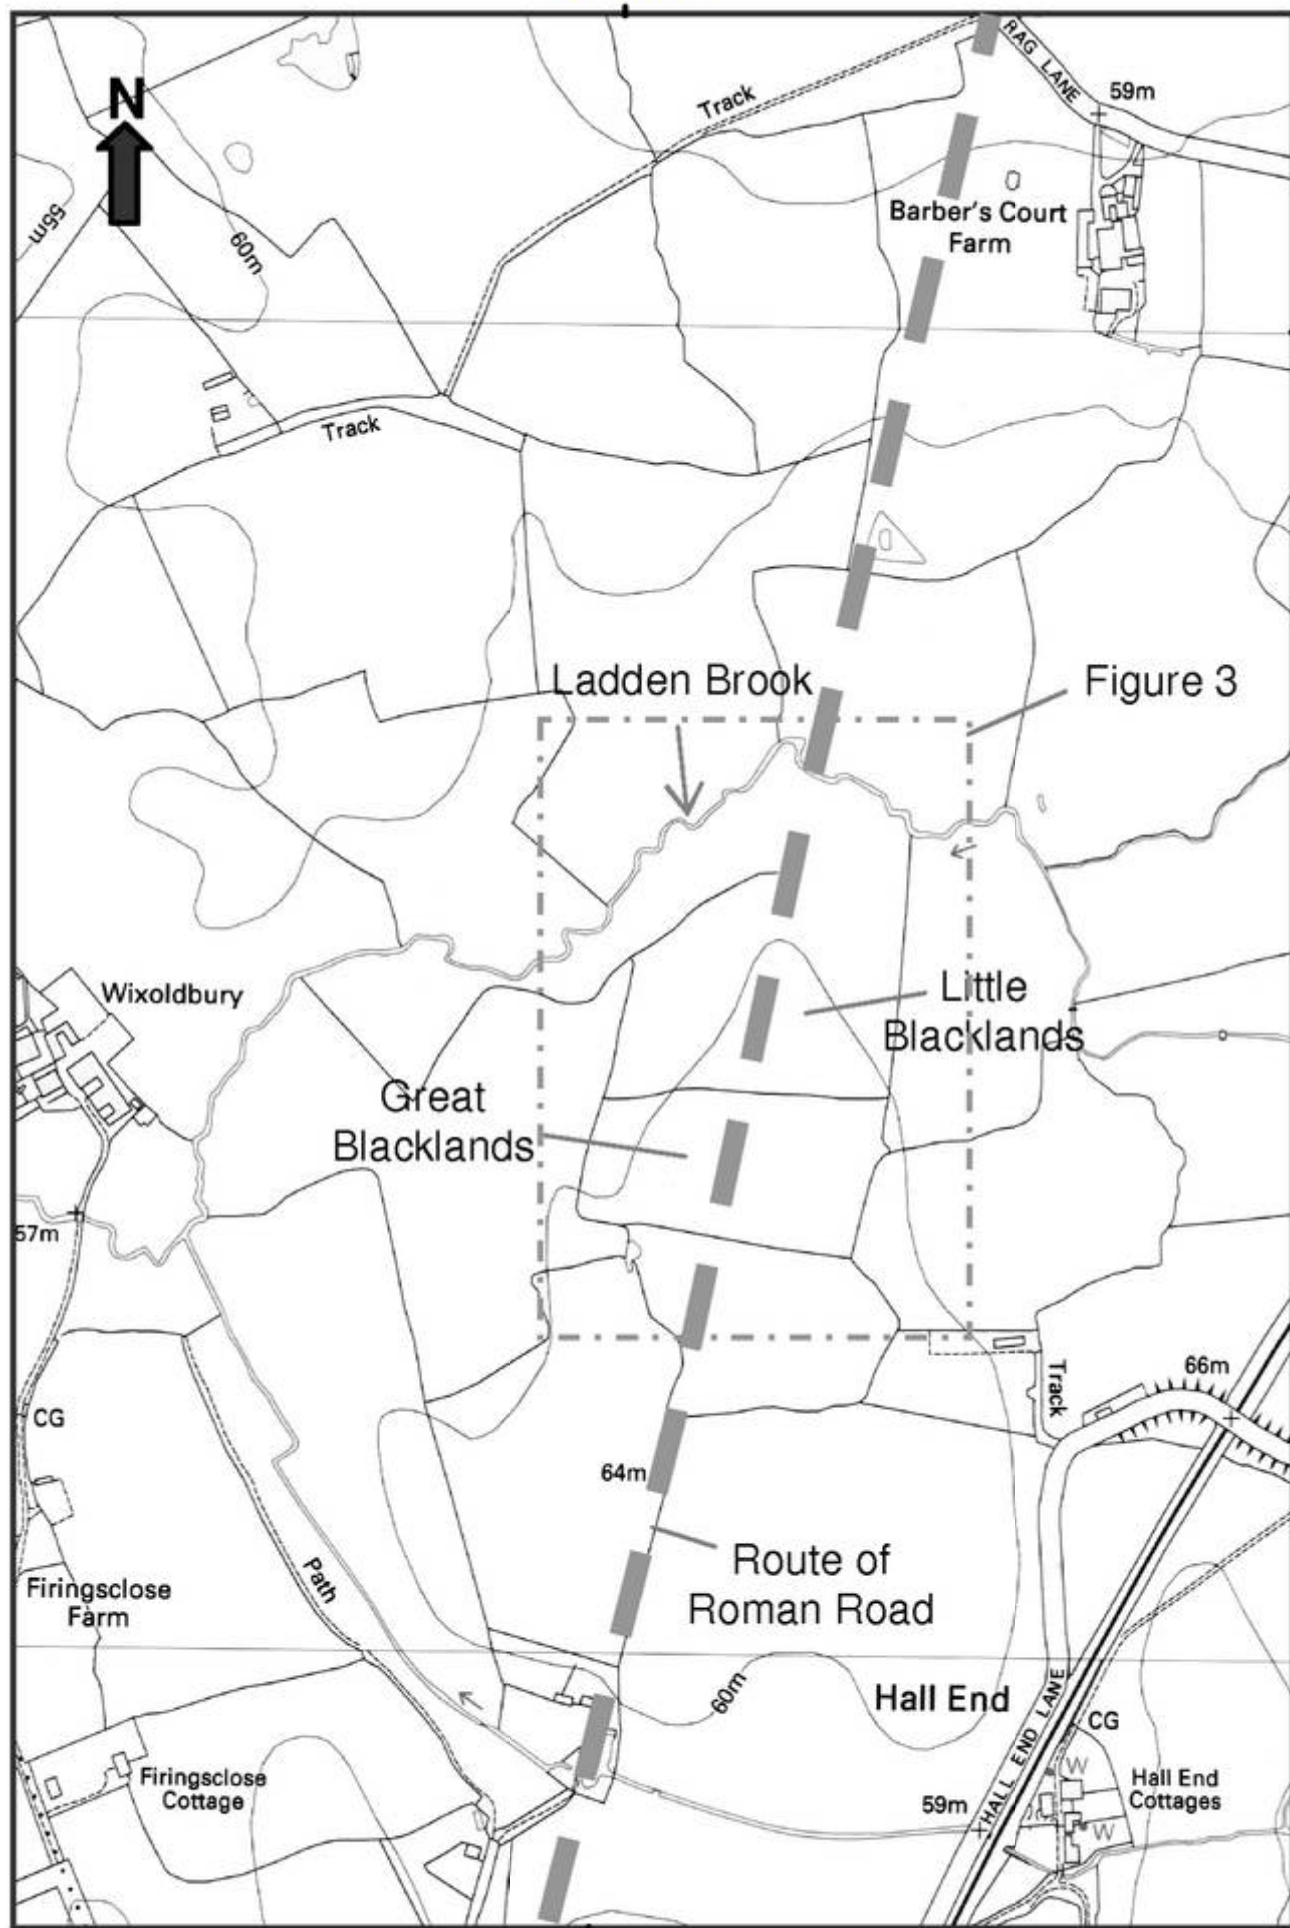 N
RAG LANE
59m
Track
Barber's Court
Farm
55m
60m
Track
Ladden Brook
Figure 3
Wixoldbury
Little
Blacklands
Great
Blacklands
57m
Track
66m
CG
64m
Route of
Roman Road
Path
Firingsclose
Farm
60m
Hall End
HALL END LANE
CG
W
W
Firingsclose
Cottage
59m
Hall End
Cottages